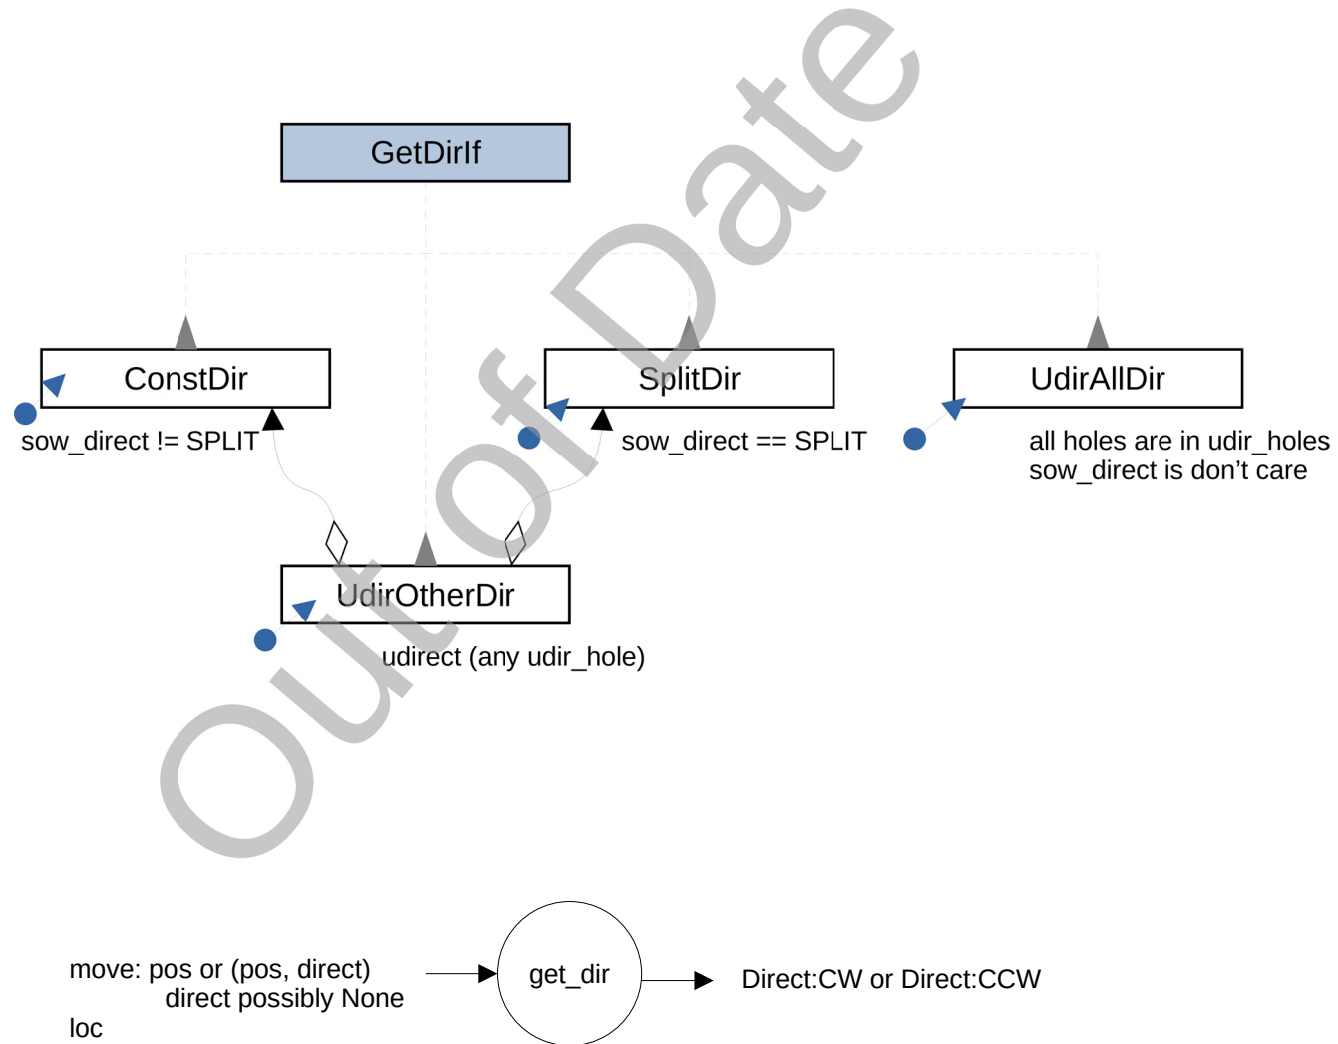 GetDirIf
ConstDir
SplitDir
UdirAllDir
sow_direct != SPLIT
sow_direct == SPLIT
all holes are in udir_holes
sow_direct is don't care
UdirOtherDir
udirect (any udir_hole)
Out of Date
move: pos or (pos, direct)
direct possibly None
loc
get_dir
Direct:CW or Direct:CCW